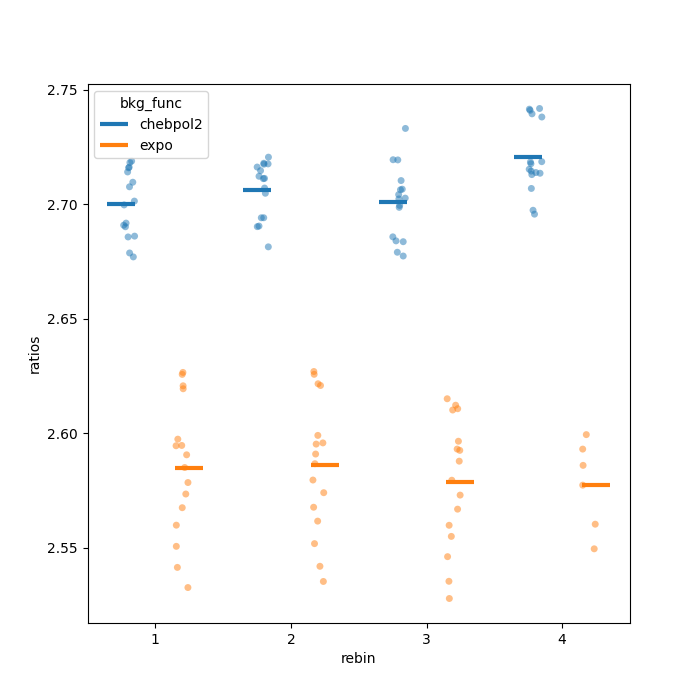 2.75
2.70
2.65
2.60
2.55
ratios
bkg_func
chebpol2
expo
1 2 3 4
rebin